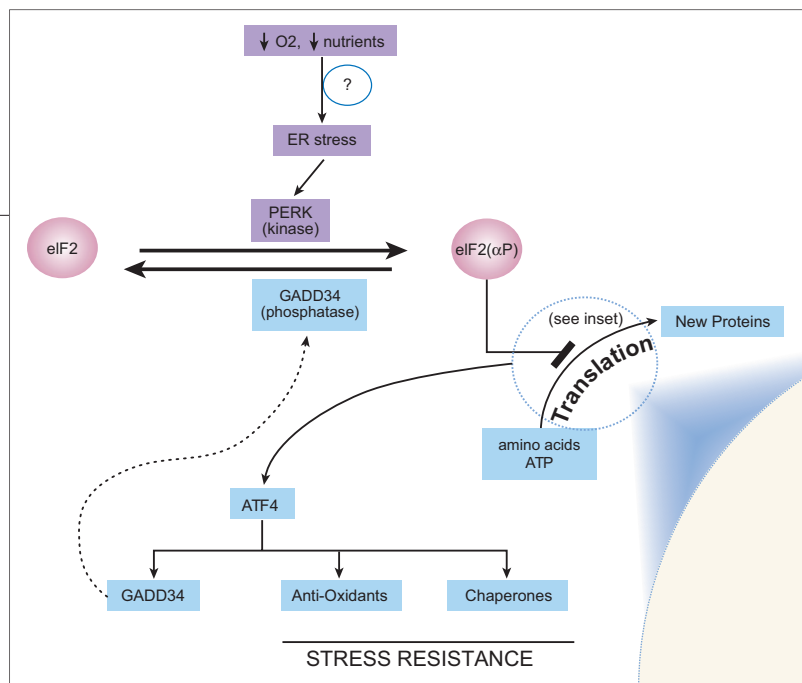 ↓ O2, ↓ nutrients
?
ER stress
PERK
(kinase)
eIF2
eIF2(αP)
GADD34
(phosphatase)
(see inset)
New Proteins
Translation
amino acids
ATP
ATF4
GADD34
Anti-Oxidants
Chaperones
STRESS RESISTANCE